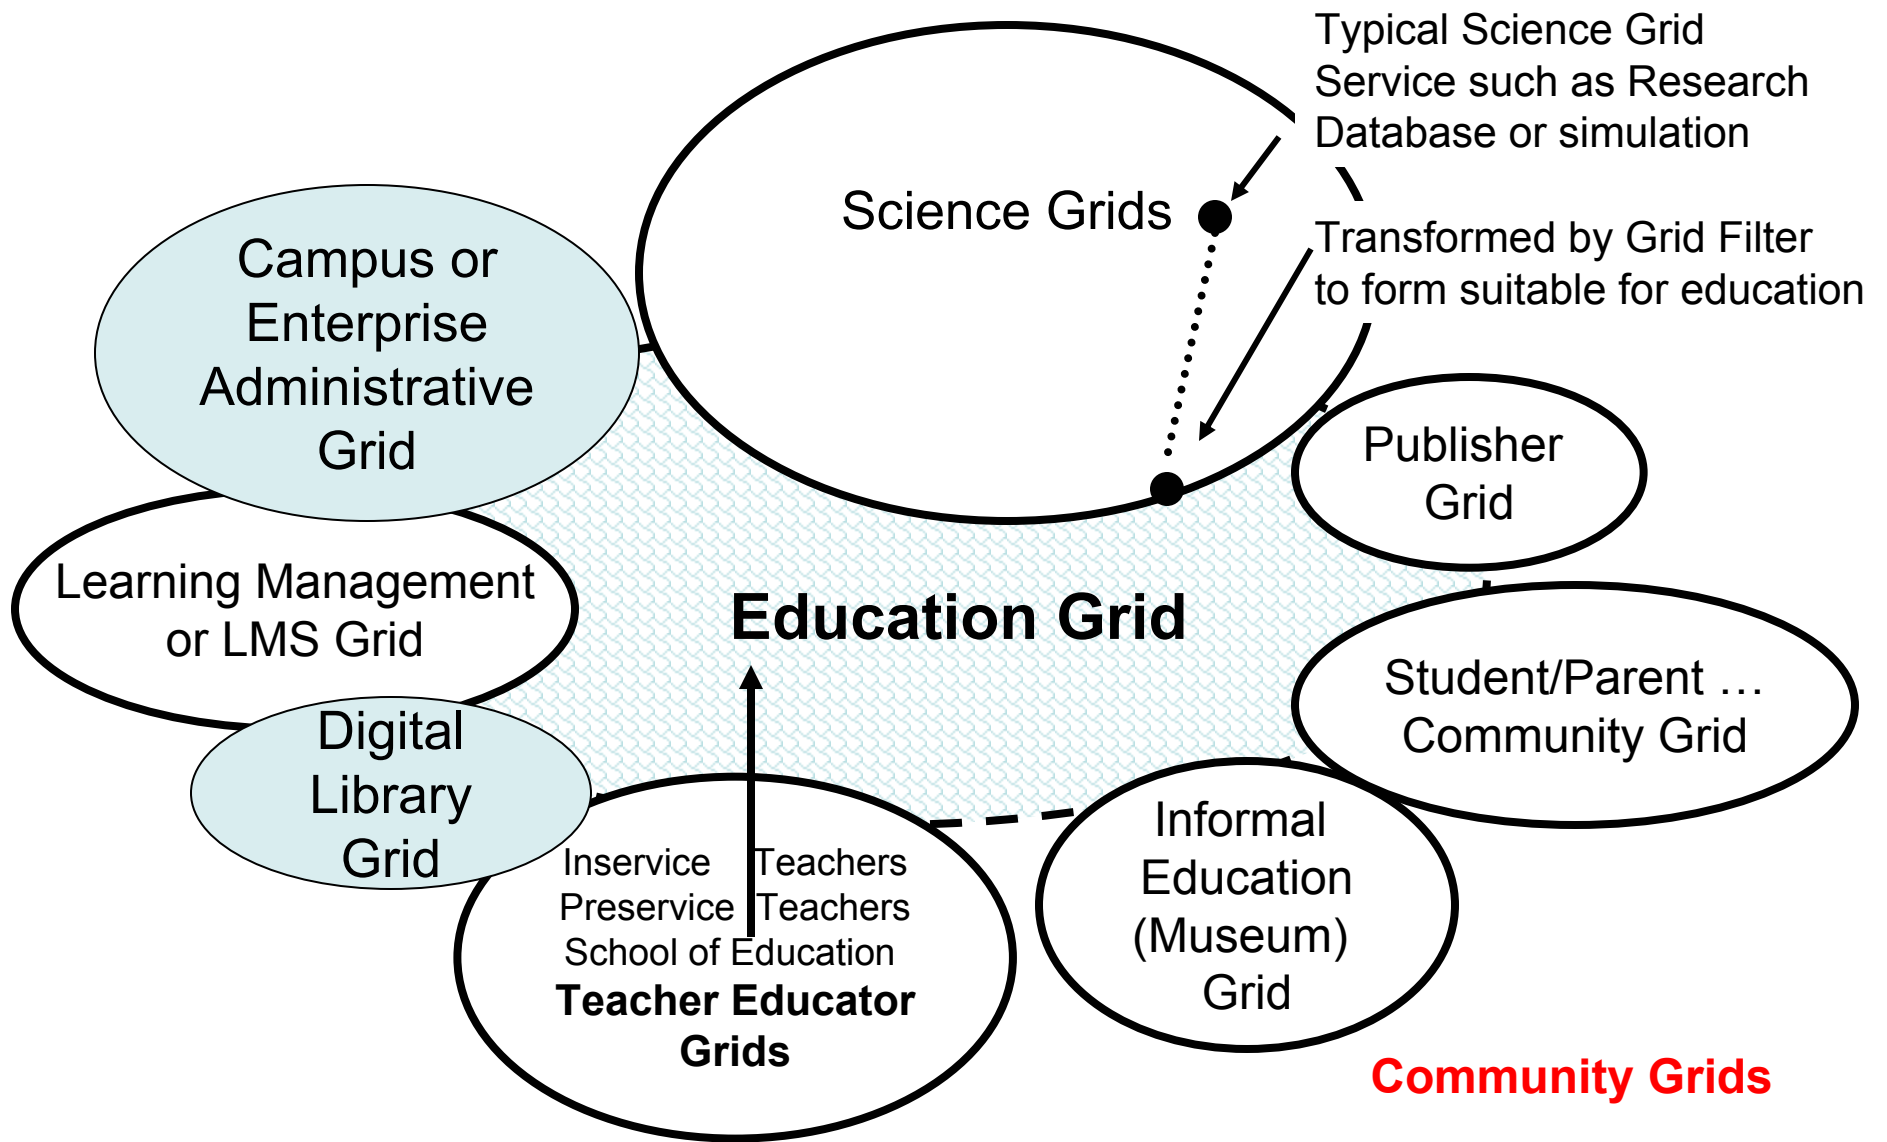 Typical Science Grid
Service such as Research
Database or simulation
Science Grids
Transformed by Grid Filter
to form suitable for education
Campus or
Enterprise
Administrative
Grid
Publisher
Grid
Learning Management
or LMS Grid
Education Grid
Student/Parent …
Community Grid
Digital
Library
Grid
Inservice Teachers
Preservice Teachers
School of Education
Teacher Educator
Grids
Informal
Education
(Museum)
Grid
Community Grids